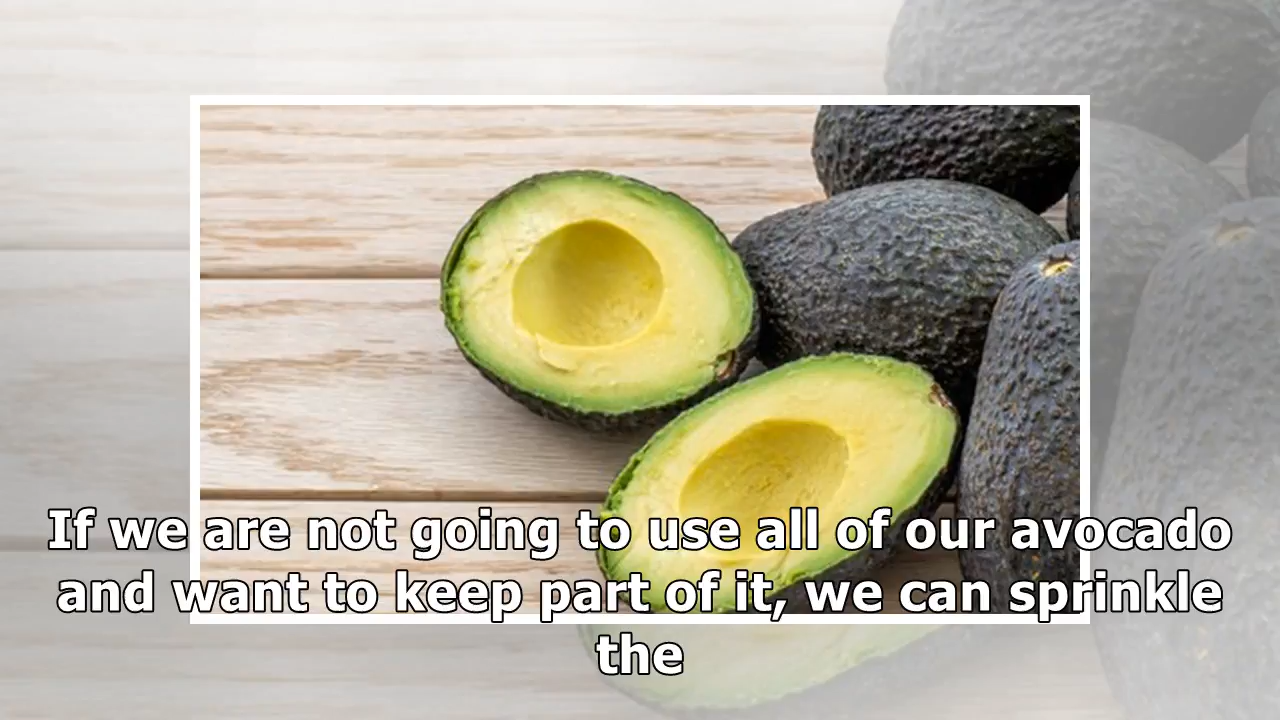 If we are not going to use all of our avocado
and want to keep part of it, we can sprinkle
the